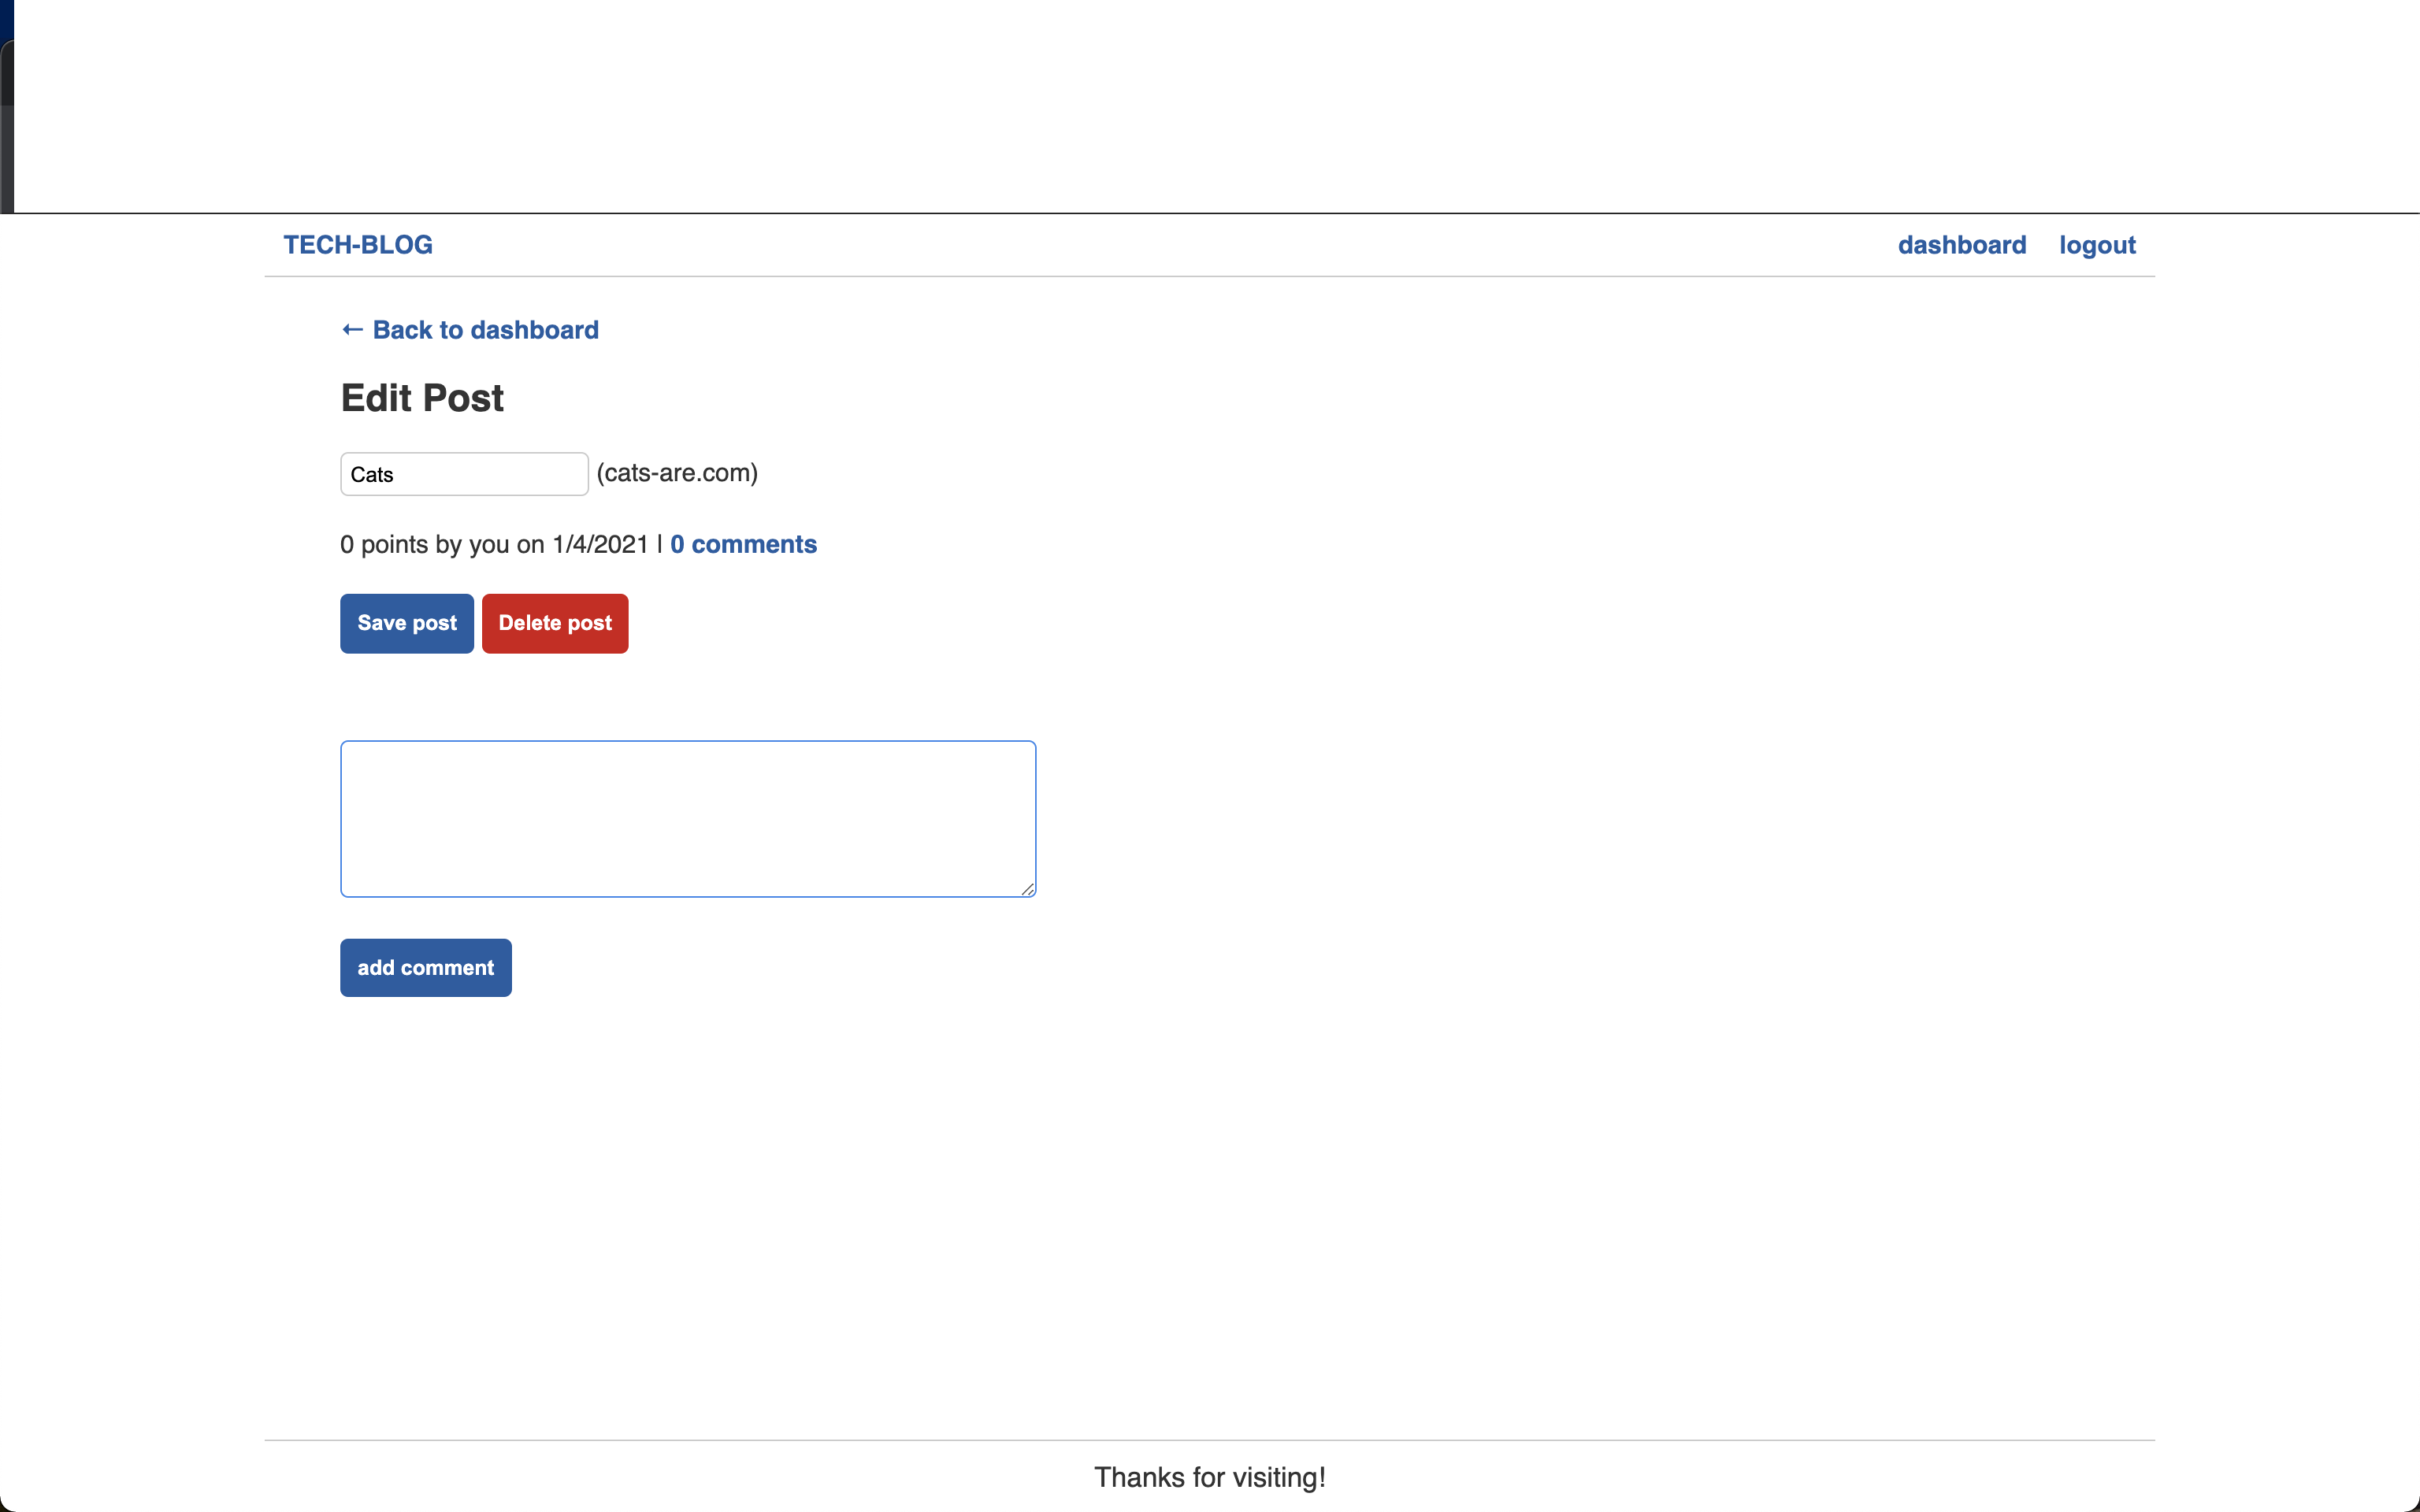 TECH-BLOG dashboard logout
← Back to dashboard
Edit Post
Cats (cats-are.com)
0 points by you on 1/4/2021 | 0 comments
Save post Delete post
add comment
Thanks for visiting!